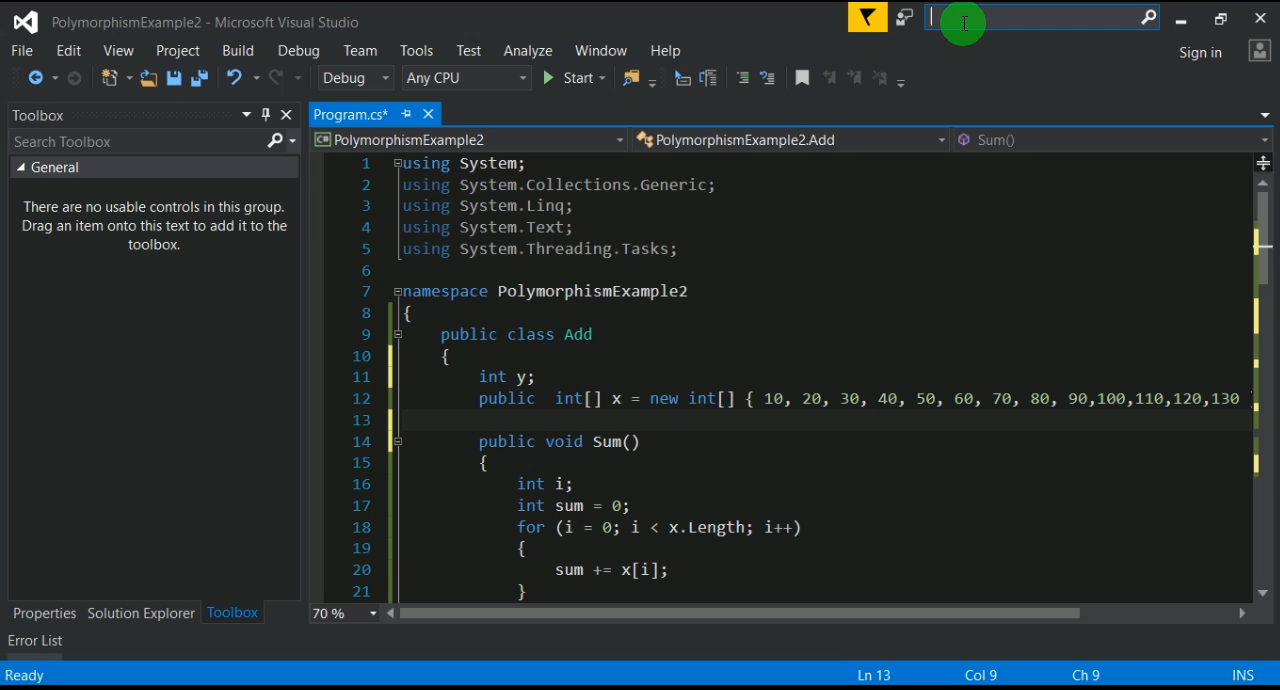 PolymorphismExample2 - Microsoft Visual Studio
File Edit View Project Build Debug Team Tools Test Analyze Window Help
Sign in
Debug Any CPU Start
Toolbox
Program.cs*
Search Toolbox
PolymorphismExample2 PolymorphismExample2.Add Sum()
General
There are no usable controls in this group.
Drag an item onto this text to add it to the
toolbox.
1 using System;
2 using System.Collections.Generic;
3 using System.Linq;
4 using System.Text;
5 using System.Threading.Tasks;
6
7 namespace PolymorphismExample2
8 {
9 public class Add
10 {
11 int y;
12 public int[] x = new int[] { 10, 20, 30, 40, 50, 60, 70, 80, 90,100,110,120,130
13
14 public void Sum()
15 {
16 int i;
17 int sum = 0;
18 for (i = 0; i < x.Length; i++)
19 {
20 sum += x[i];
21 }
Properties Solution Explorer Toolbox
70 %
Error List
Ready Ln 13 Col 9 Ch 9 INS